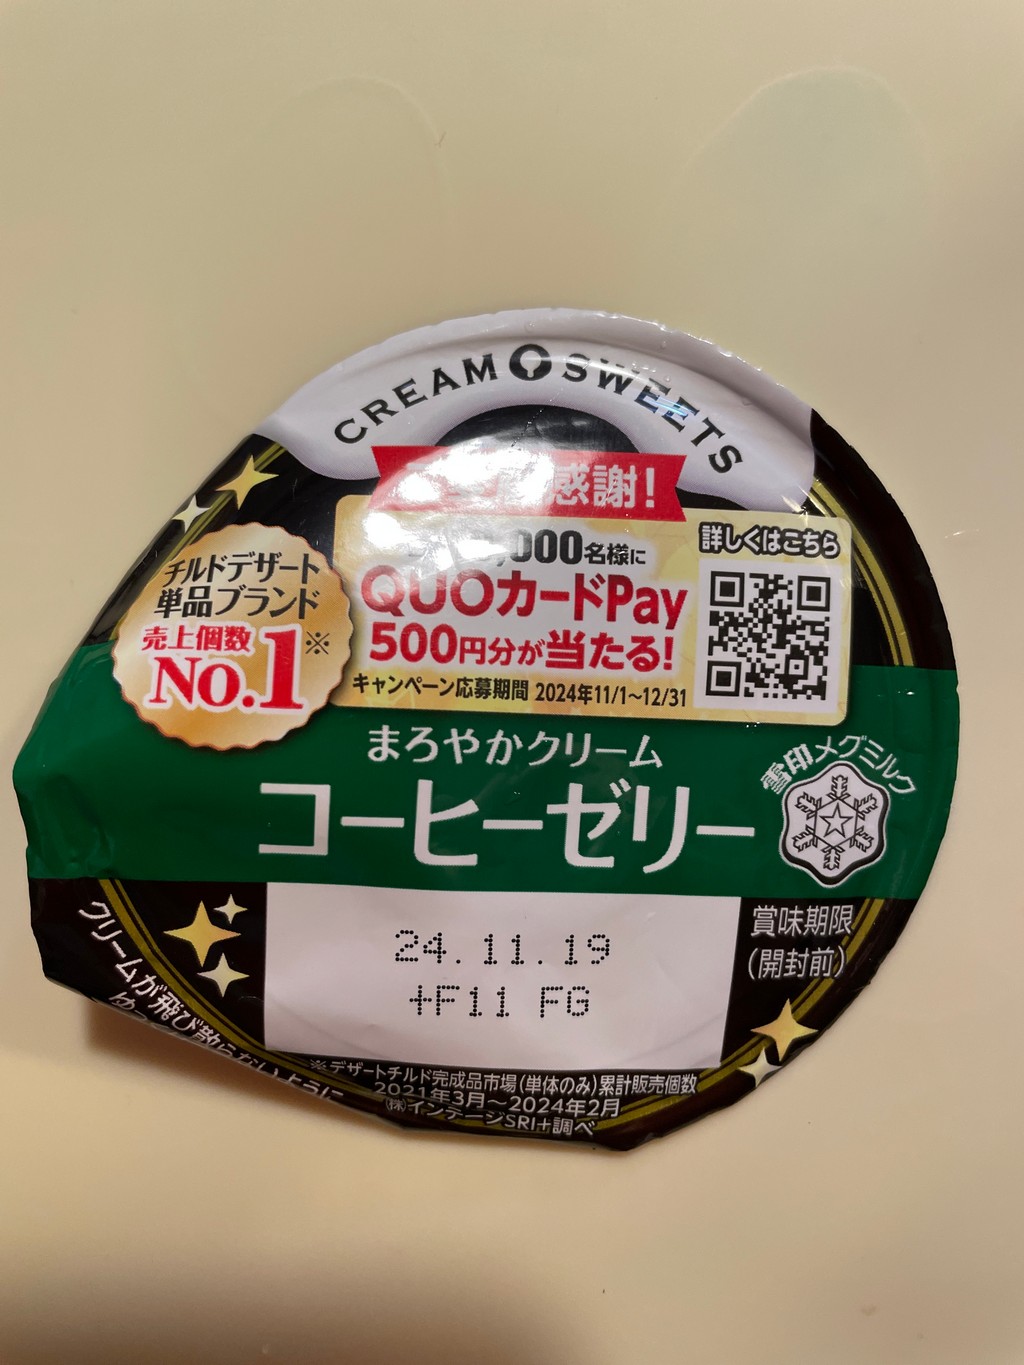 CREAM SWEETS
感謝!
,000名様に
QUOカードPay
500円分が当たる!
キャンペーン応募期間 2024年11/1~12/31
詳しくはこちら
チルドデザート
単品ブランド
売上個数
No.1※
まろやかクリーム
コーヒーゼリー
雪印メグミルク
賞味期限
(開封前)
24.11.19
+F11 FG
クリームが飛び散らないように
※デザートチルド完成品市場(単体のみ)累計販売個数
2021年3月~2024年2月
㈱インテージSRI+調べ